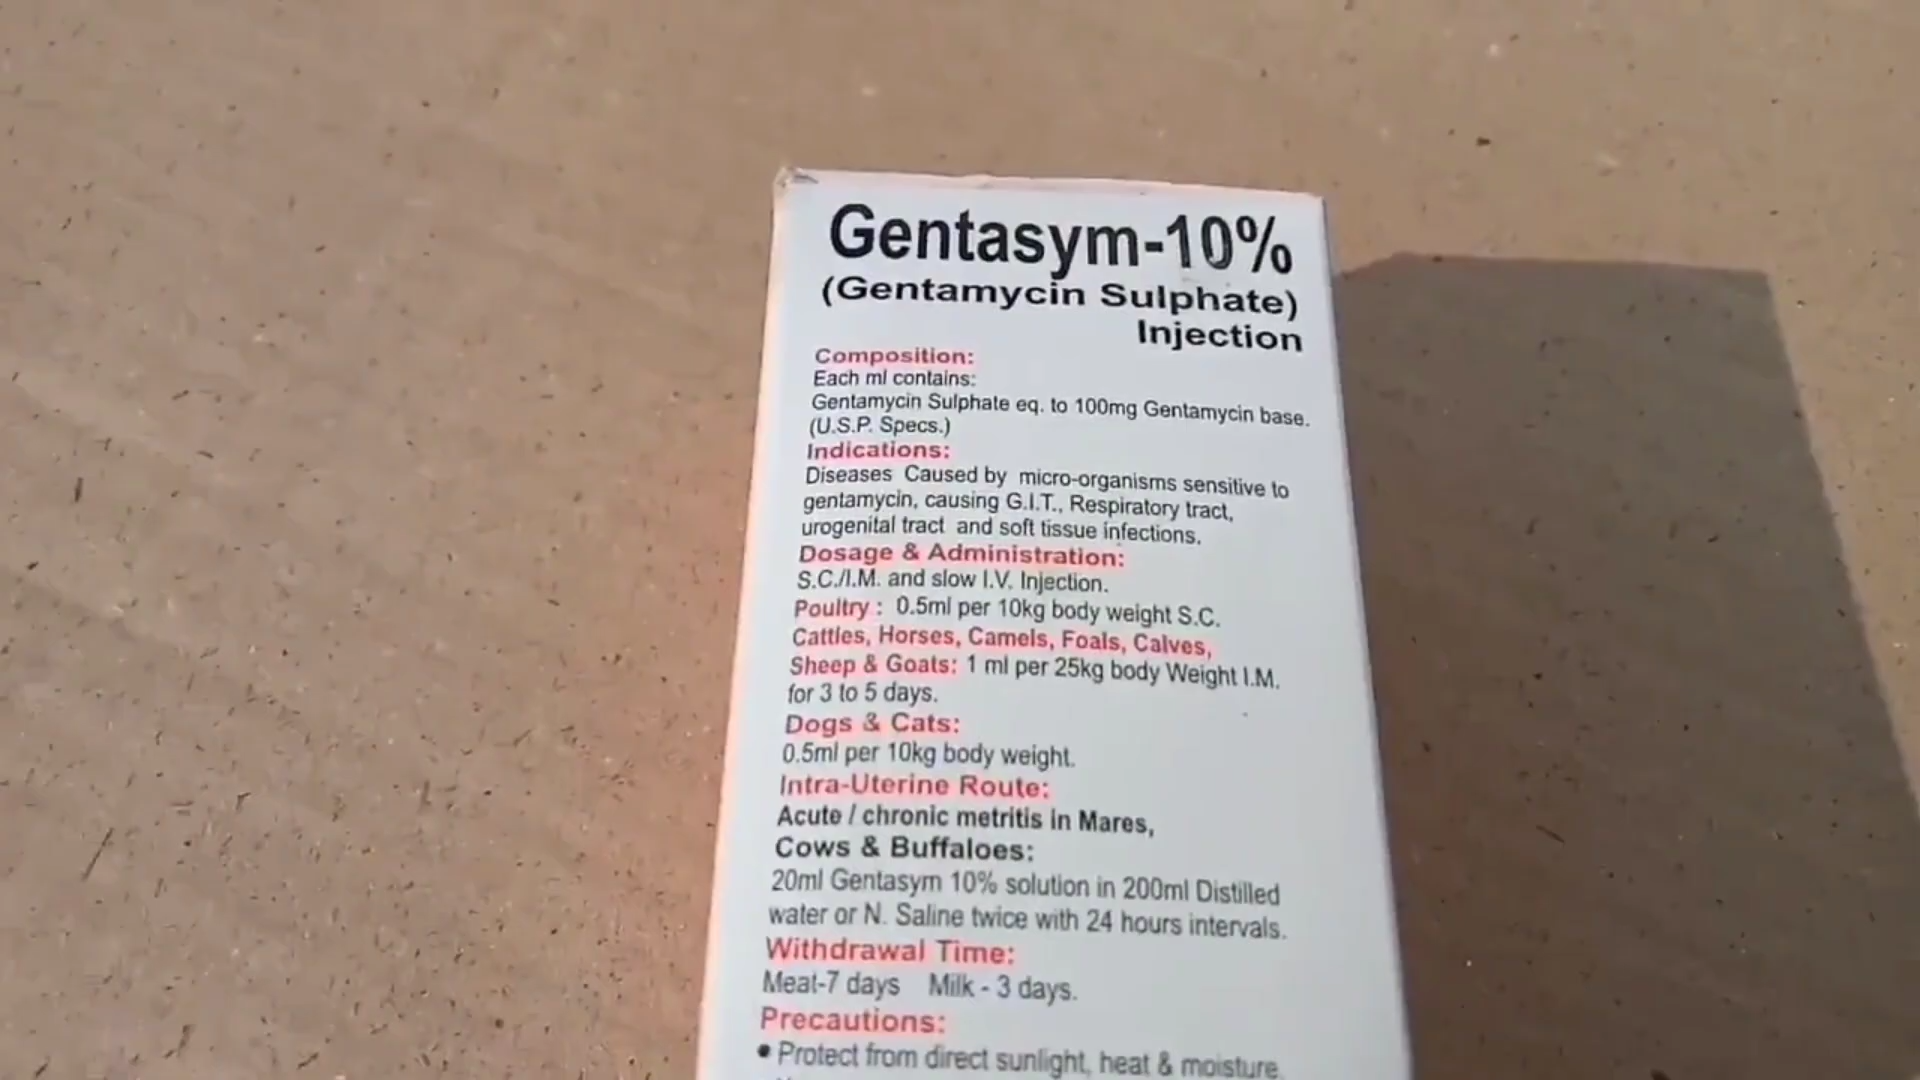 Gentasym-10%
(Gentamycin Sulphate)
Injection
Composition:
Each ml contains:
Gentamycin Sulphate eq. to 100mg Gentamycin base.
(U.S.P. Specs.)
Indications:
Diseases Caused by micro-organisms sensitive to
gentamycin, causing G.I.T., Respiratory tract,
urogenital tract and soft tissue infections.
Dosage & Administration:
S.C./I.M. and slow I.V. Injection.
Poultry : 0.5ml per 10kg body weight S.C.
Cattles, Horses, Camels, Foals, Calves,
Sheep & Goats: 1 ml per 25kg body Weight I.M.
for 3 to 5 days.
Dogs & Cats:
0.5ml per 10kg body weight.
Intra-Uterine Route:
Acute / chronic metritis in Mares,
Cows & Buffaloes:
20ml Gentasym 10% solution in 200ml Distilled
water or N. Saline twice with 24 hours intervals.
Withdrawal Time:
Meat-7 days Milk - 3 days.
Precautions:
• Protect from direct sunlight, heat & moisture.